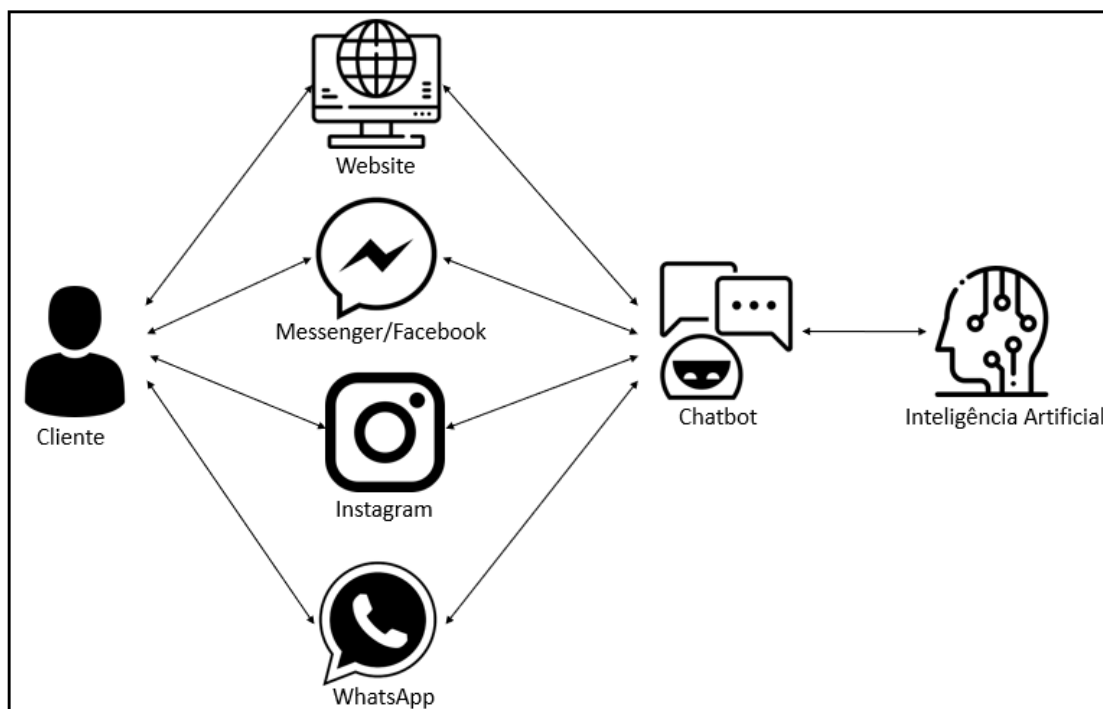 Website
Messenger/Facebook
Cliente
Chatbot
Inteligência Artificial
Instagram
WhatsApp